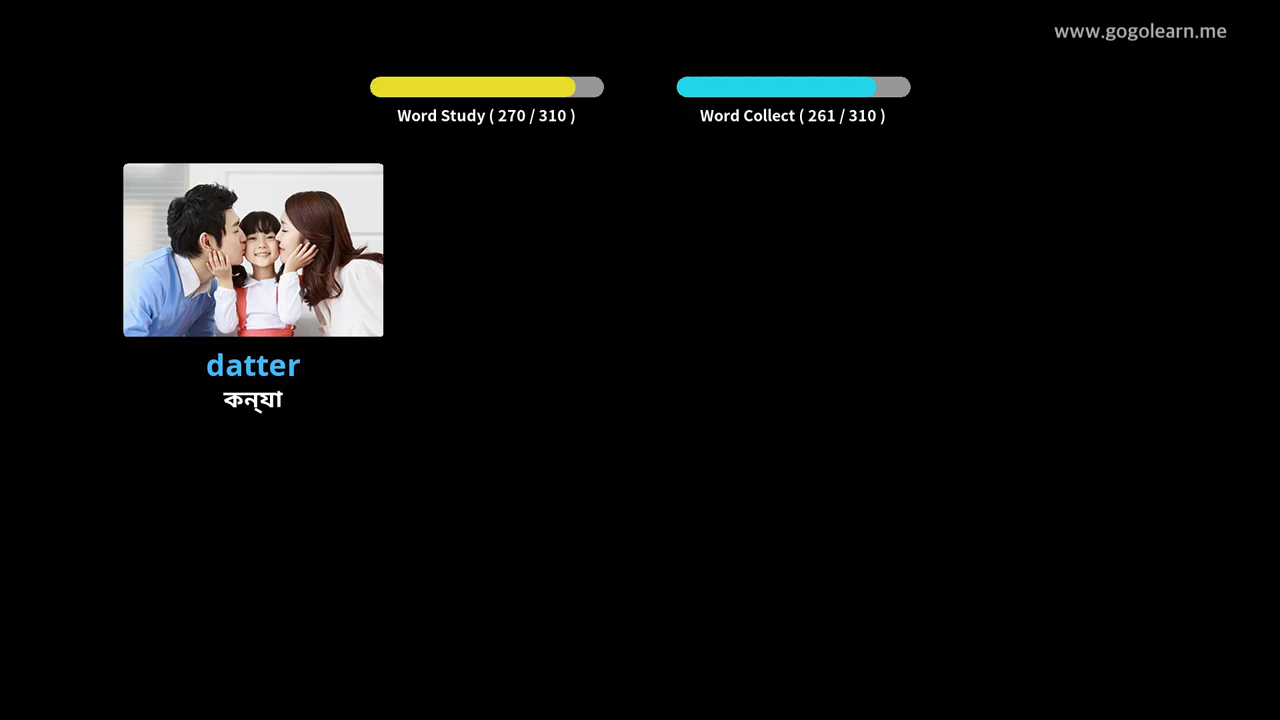 www.gogolearn.me
Word Study ( 270 / 310 )
Word Collect ( 261 / 310 )
datter
কন্যা